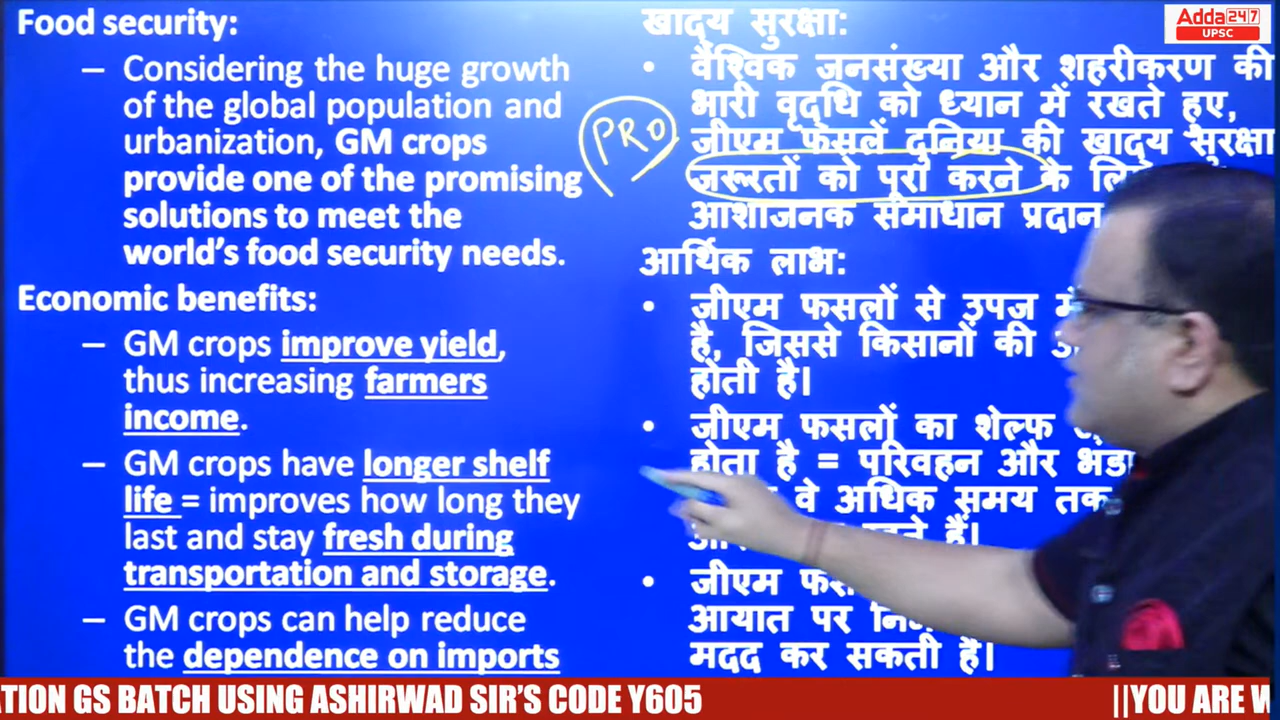 Food security:
– Considering the huge growth
of the global population and
urbanization, GM crops
provide one of the promising
solutions to meet the
world's food security needs.
Economic benefits:
– GM crops improve yield,
thus increasing farmers
income.
– GM crops have longer shelf
life = improves how long they
last and stay fresh during
transportation and storage.
– GM crops can help reduce
the dependence on imports
खाद्य सुरक्षा:
• वैश्विक जनसंख्या और शहरीकरण की
भारी वृद्धि को ध्यान में रखते हुए,
जीएम फसलें दुनिया की खाद्य सुरक्षा
जरूरतों को पूरा करने के
आशाजनक समाधान प्रदान
आर्थिक लाभ:
• जीएम फसलों से उपज
है, जिससे किसानों की
होती है।
• जीएम फसलों का शेल्फ
होता है = परिवहन और
वे अधिक समय तक
हैं।
• जीएम
आयात पर
मदद कर सकती हैं।
PRO
Adda247
UPSC
TION GS BATCH USING ASHIRWAD SIR'S CODE Y605
||YOU ARE W